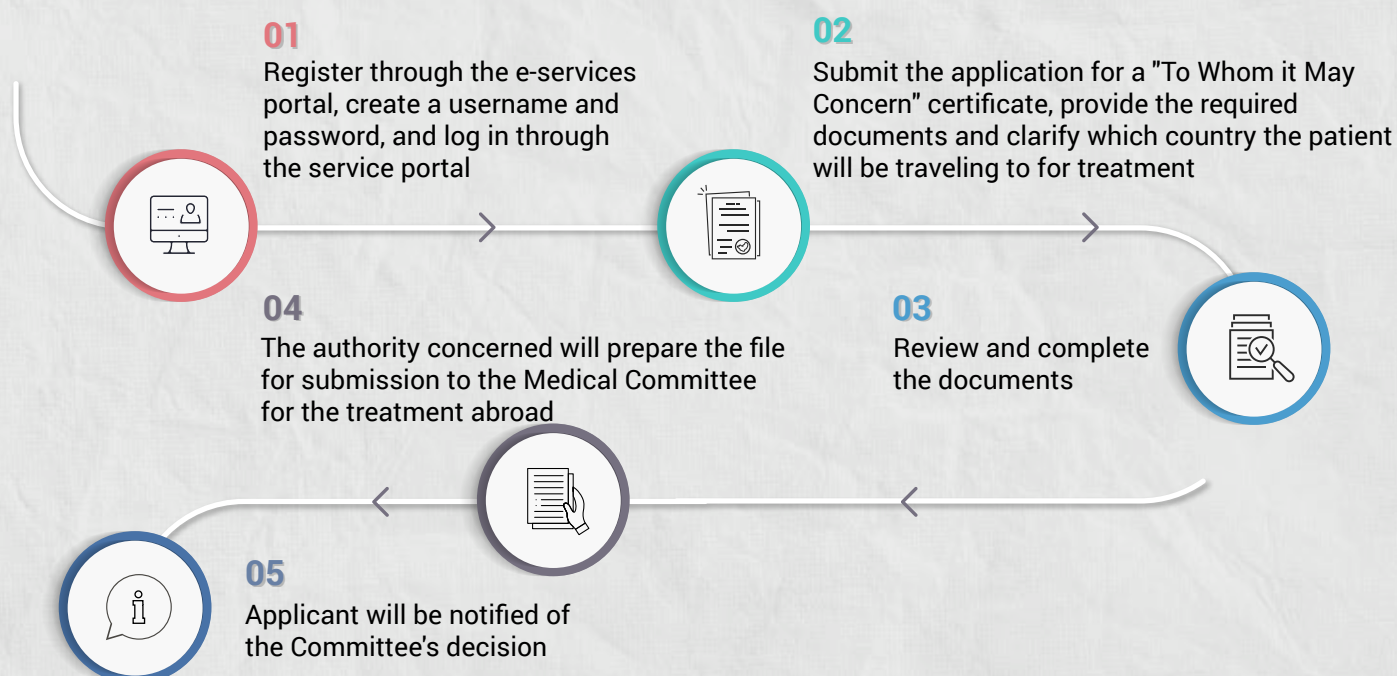 01
Register through the e-services
portal, create a username and
password, and log in through
the service portal
02
Submit the application for a "To Whom it May
Concern" certificate, provide the required
documents and clarify which country the patient
will be traveling to for treatment
03
Review and complete
the documents
04
The authority concerned will prepare the file
for submission to the Medical Committee
for the treatment abroad
05
Applicant will be notified of
the Committee's decision